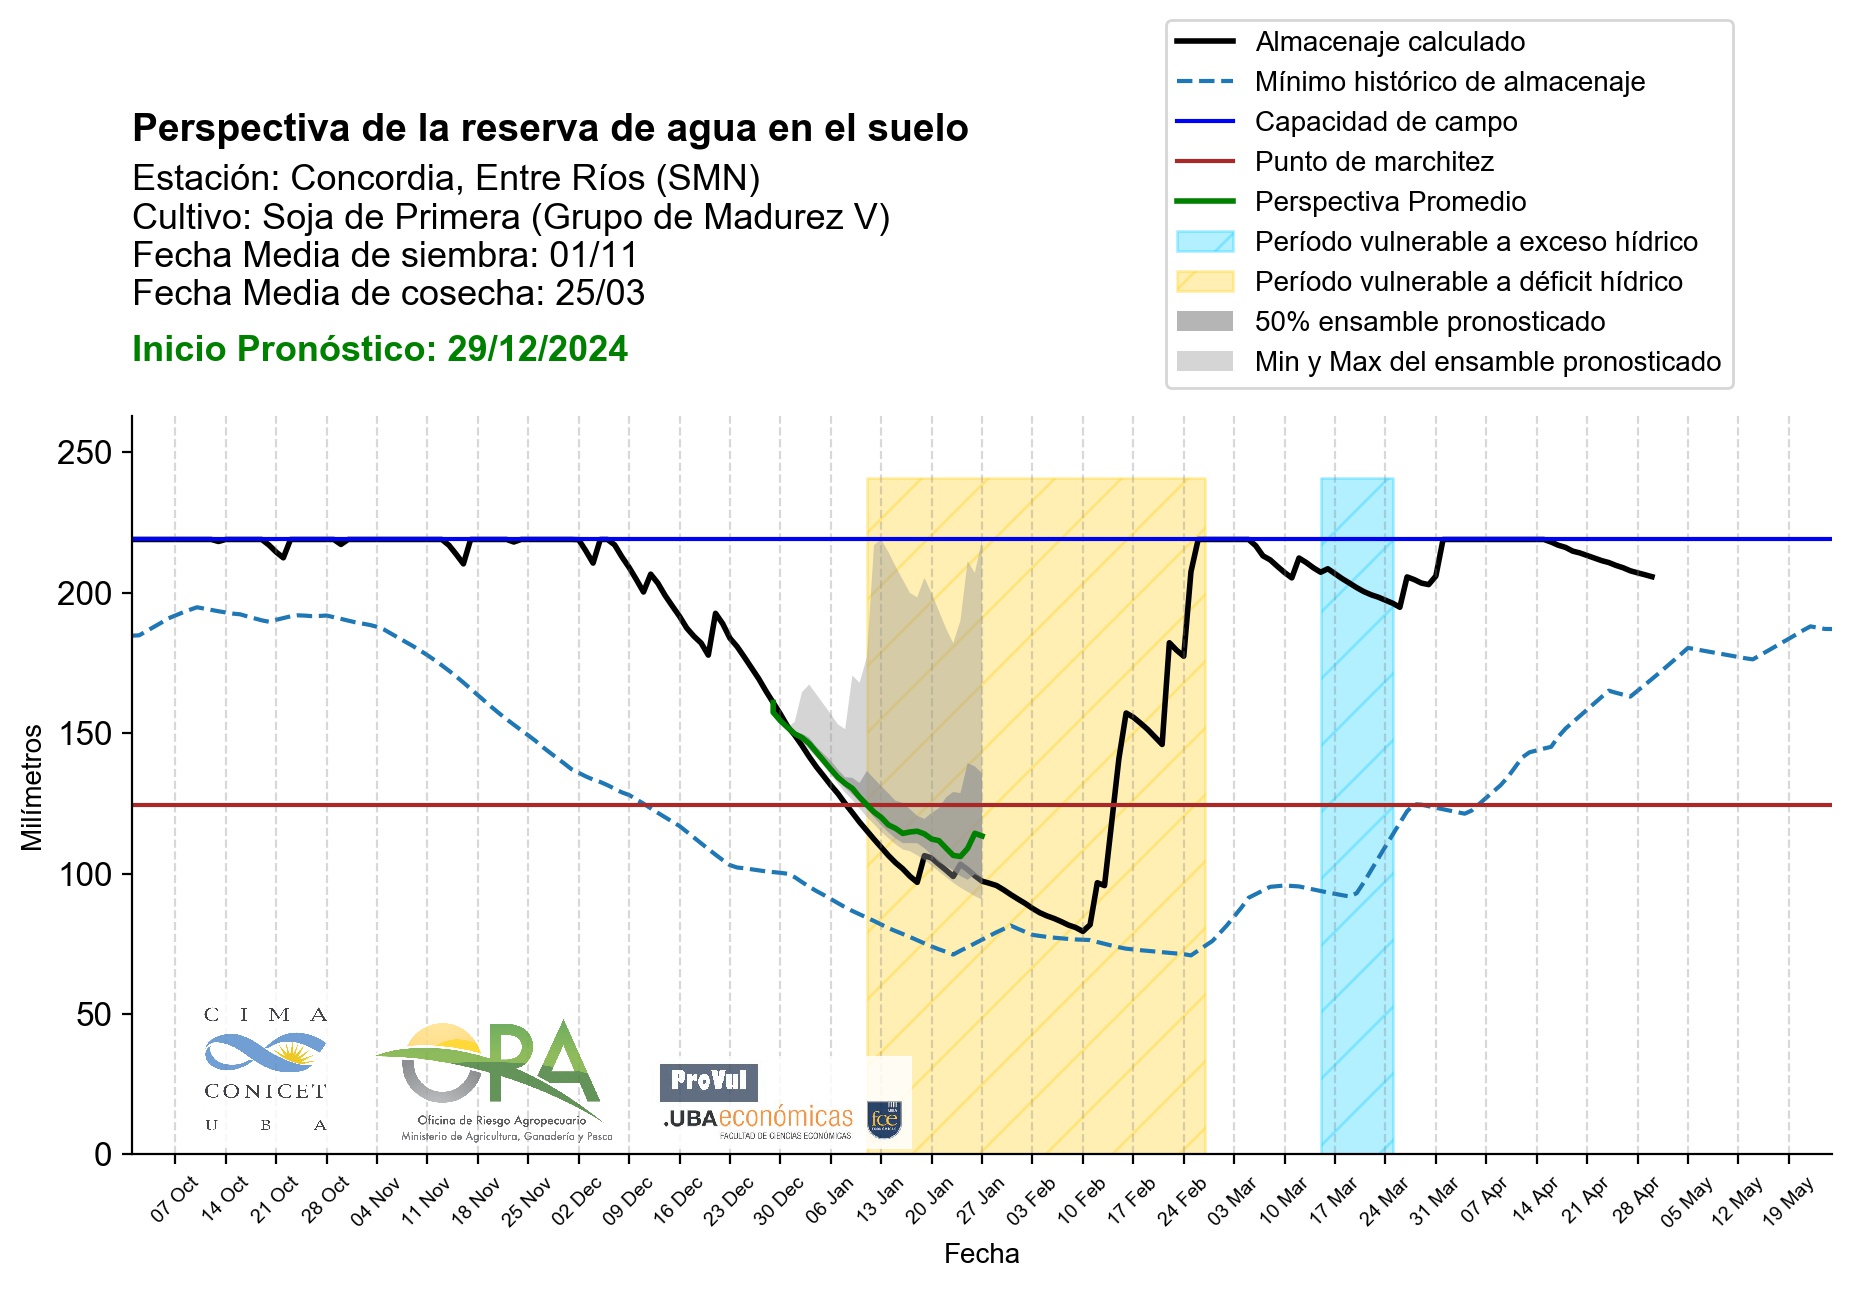 Almacenaje calculado
Mínimo histórico de almacenaje
Capacidad de campo
Punto de marchitez
Perspectiva Promedio
Período vulnerable a exceso hídrico
Período vulnerable a déficit hídrico
50% ensamble pronosticado
Min y Max del ensamble pronosticado
Perspectiva de la reserva de agua en el suelo
Estación: Concordia, Entre Ríos (SMN)
Cultivo: Soja de Primera (Grupo de Madurez V)
Fecha Media de siembra: 01/11
Fecha Media de cosecha: 25/03
Inicio Pronóstico: 29/12/2024
Milímetros
250
200
150
100
50
0
CIMA
CONICET
UBA
OPA
Oficina de Riesgo Agropecuario
Ministerio de Agricultura, Ganadería y Pesca
ProVul
.UBAeconómicas
FACULTAD DE CIENCIAS ECONÓMICAS
UBA
fce
07 Oct
14 Oct
21 Oct
28 Oct
04 Nov
11 Nov
18 Nov
25 Nov
02 Dec
09 Dec
16 Dec
23 Dec
30 Dec
06 Jan
13 Jan
20 Jan
27 Jan
03 Feb
10 Feb
17 Feb
24 Feb
03 Mar
10 Mar
17 Mar
24 Mar
31 Mar
07 Apr
14 Apr
21 Apr
28 Apr
05 May
12 May
19 May
Fecha